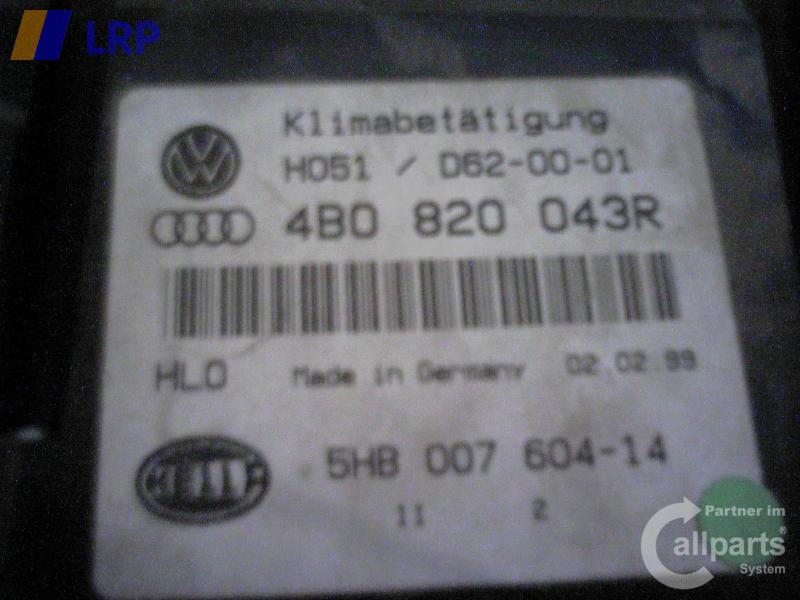 LRP
Klimabetätigung
H051 / D62-00-01
4B0 820 043R
HLO Made in Germany 02.02.99
HELLA 5HB 007 604-14
11 2
Partner im
Callparts
System